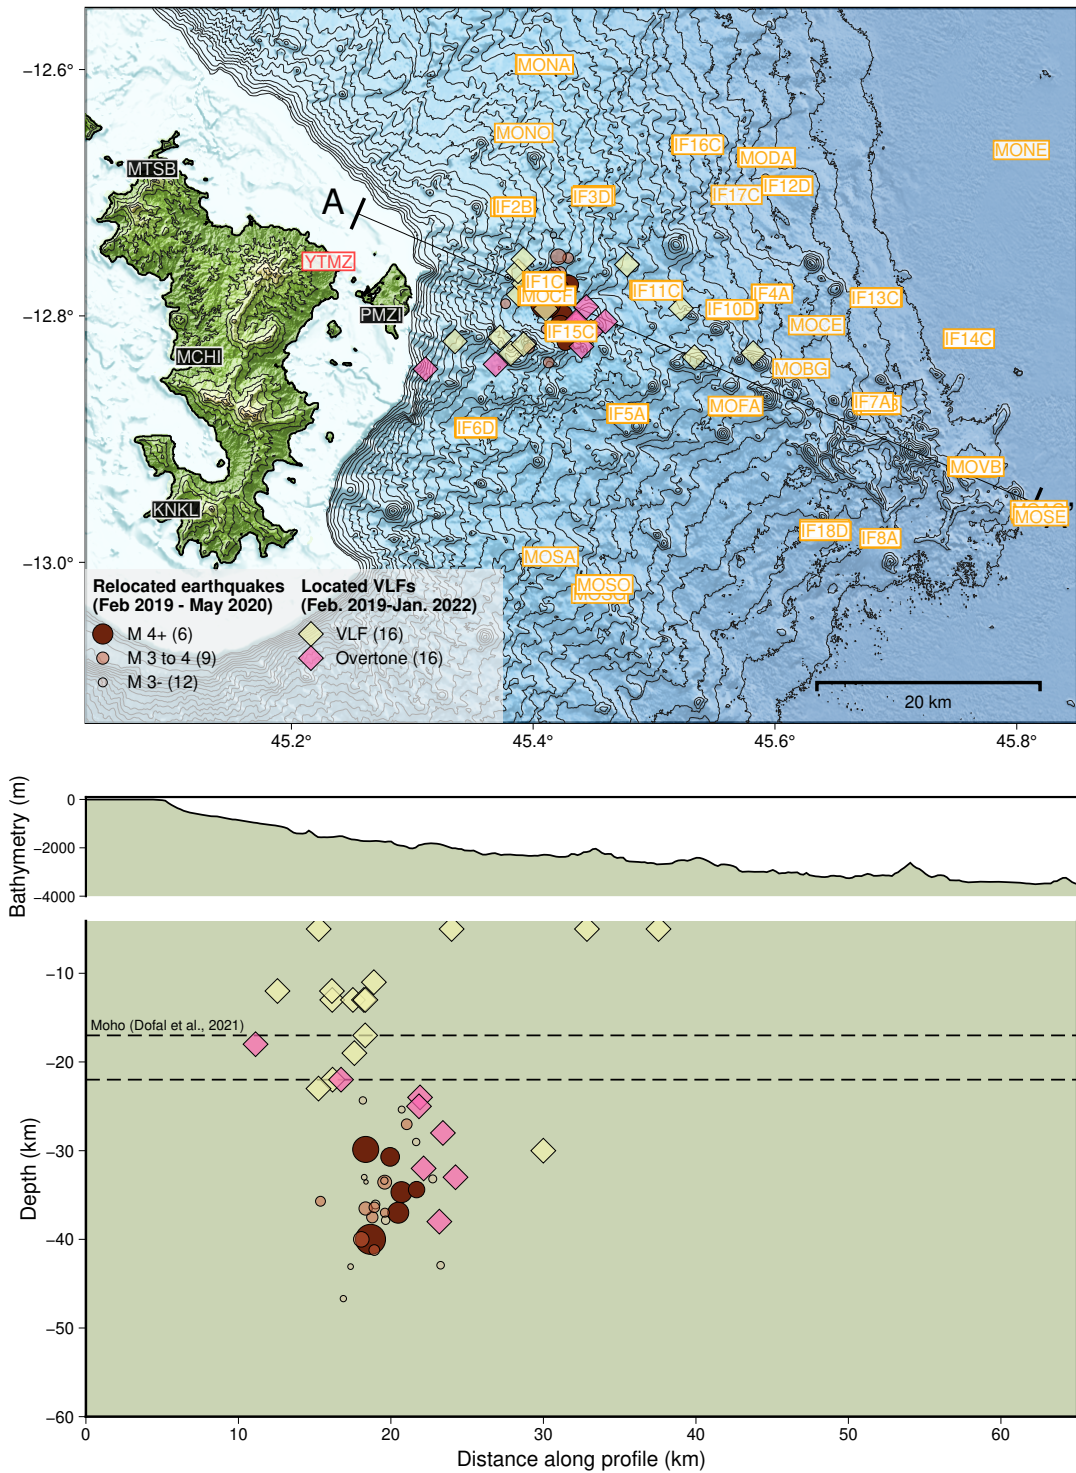 −12.6°
−12.8°
−13.0°
MONA
MONO
IF16C
MODA
MONE
MTSB
IF2B
IF3D
IF17C
IF12D
A
YTMZ
IF1C
MOCF
IF11C
IF4A
IF13C
IF10D
PMZI
IF15C
MOCE
IF14C
MCHI
MOBG
IF5A
MOFA
IF7A
IF6D
MOVB
KNKL
MOSE
IF18D
IF8A
MOSA
MOSO
Relocated earthquakes
(Feb 2019 - May 2020)
M 4+ (6)
M 3 to 4 (9)
M 3- (12)
Located VLFs
(Feb. 2019-Jan. 2022)
VLF (16)
Overtone (16)
20 km
45.2°
45.4°
45.6°
45.8°
Bathymetry (m)
0
−2000
−4000
Depth (km)
−10
−20
−30
−40
−50
−60
Moho (Dofal et al., 2021)
0
10
20
30
40
50
60
Distance along profile (km)